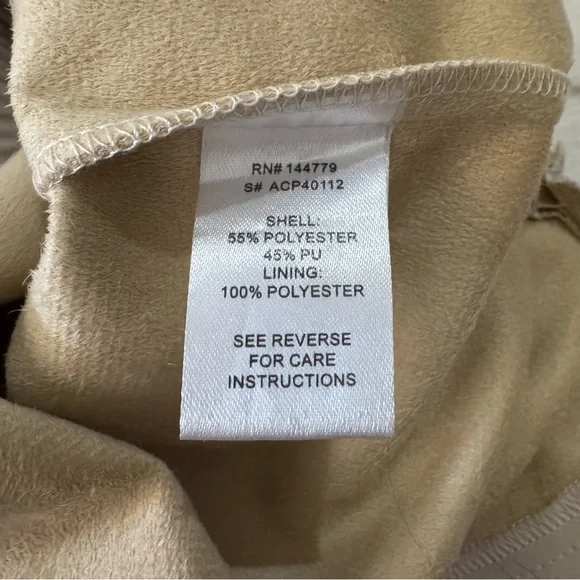 RN# 144779
S# ACP40112
SHELL:
55% POLYESTER
45% PU
LINING:
100% POLYESTER
SEE REVERSE
FOR CARE
INSTRUCTIONS